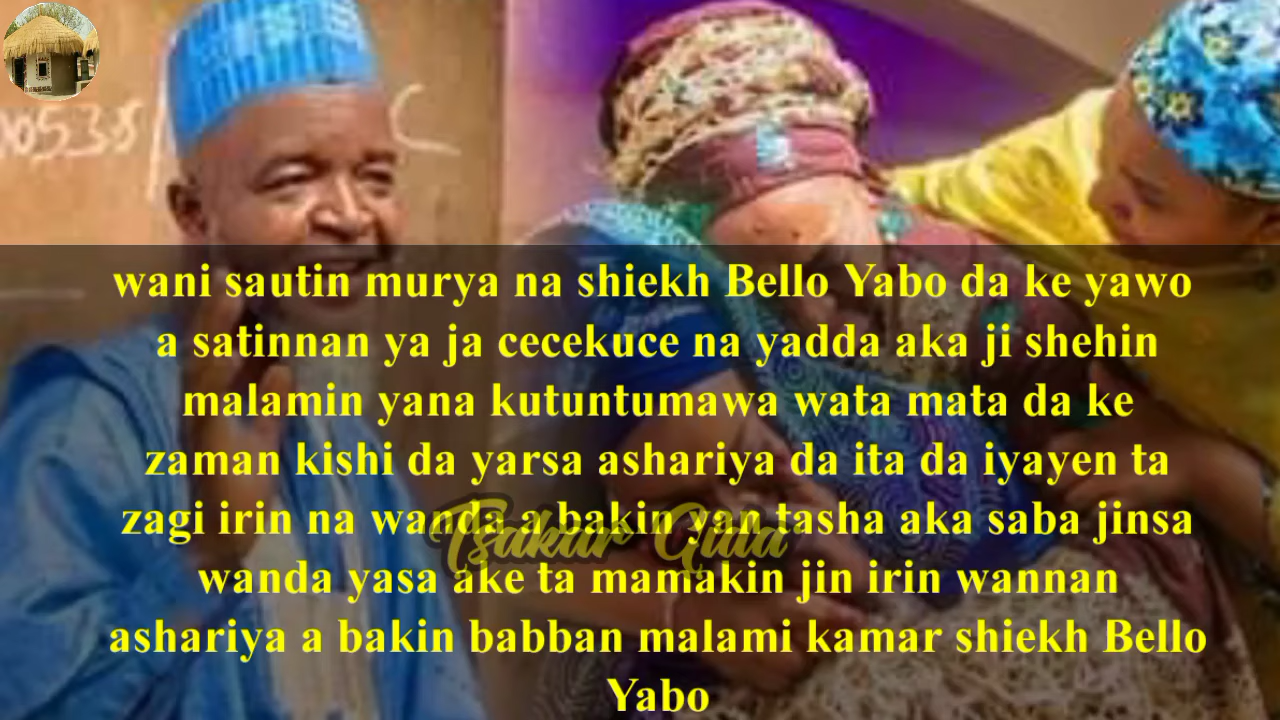 00538
C
wani sautin murya na shiekh Bello Yabo da ke yawo
a satinnan ya ja cecekuce na yadda aka ji shehin
malamin yana kutuntumawa wata mata da ke
zaman kishi da yarsa ashariya da ita da iyayen ta
zagi irin na wanda a bakin yan tasha aka saba jinsa
Tsakar Gida
wanda yasa ake ta mamakin jin irin wannan
ashariya a bakin babban malami kamar shiekh Bello
Yabo